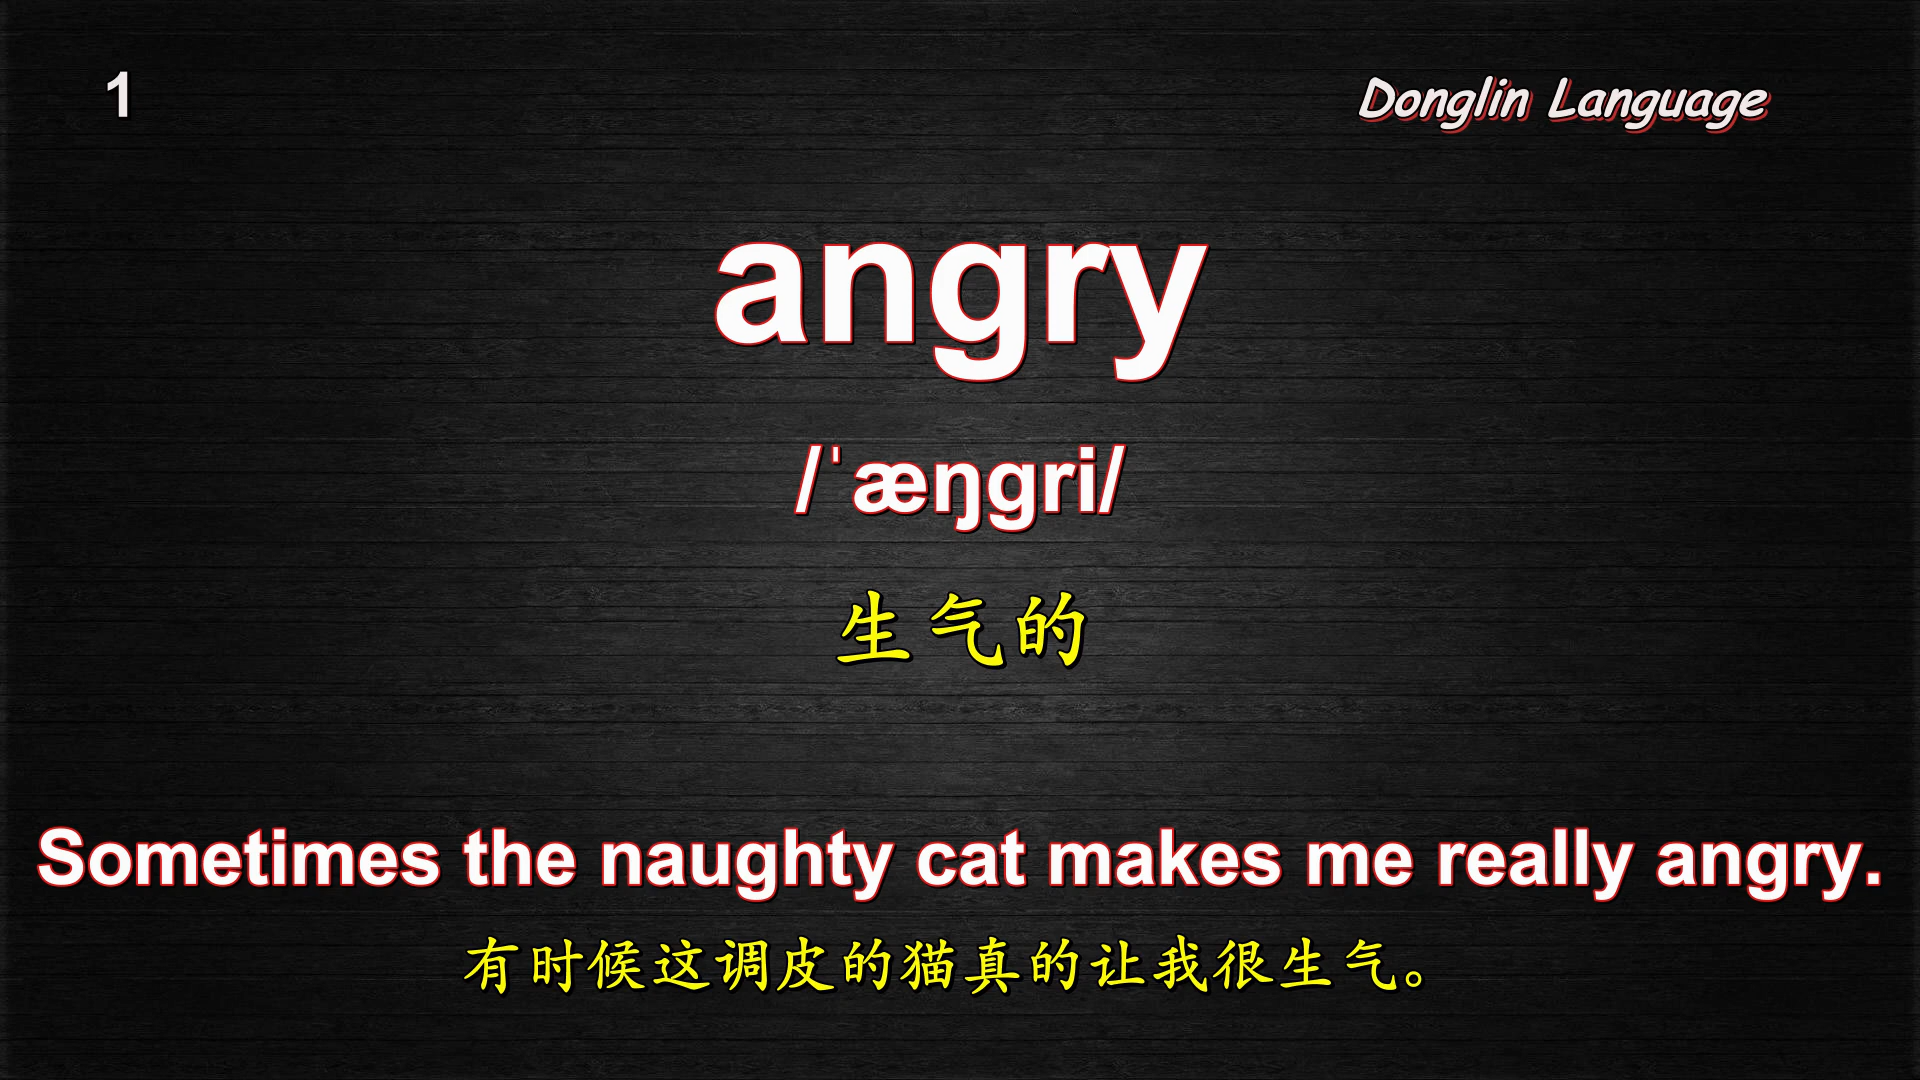 1
Donglin Language
angry
/ˈæŋgri/
生气的
Sometimes the naughty cat makes me really angry.
有时候这调皮的猫真的让我很生气。